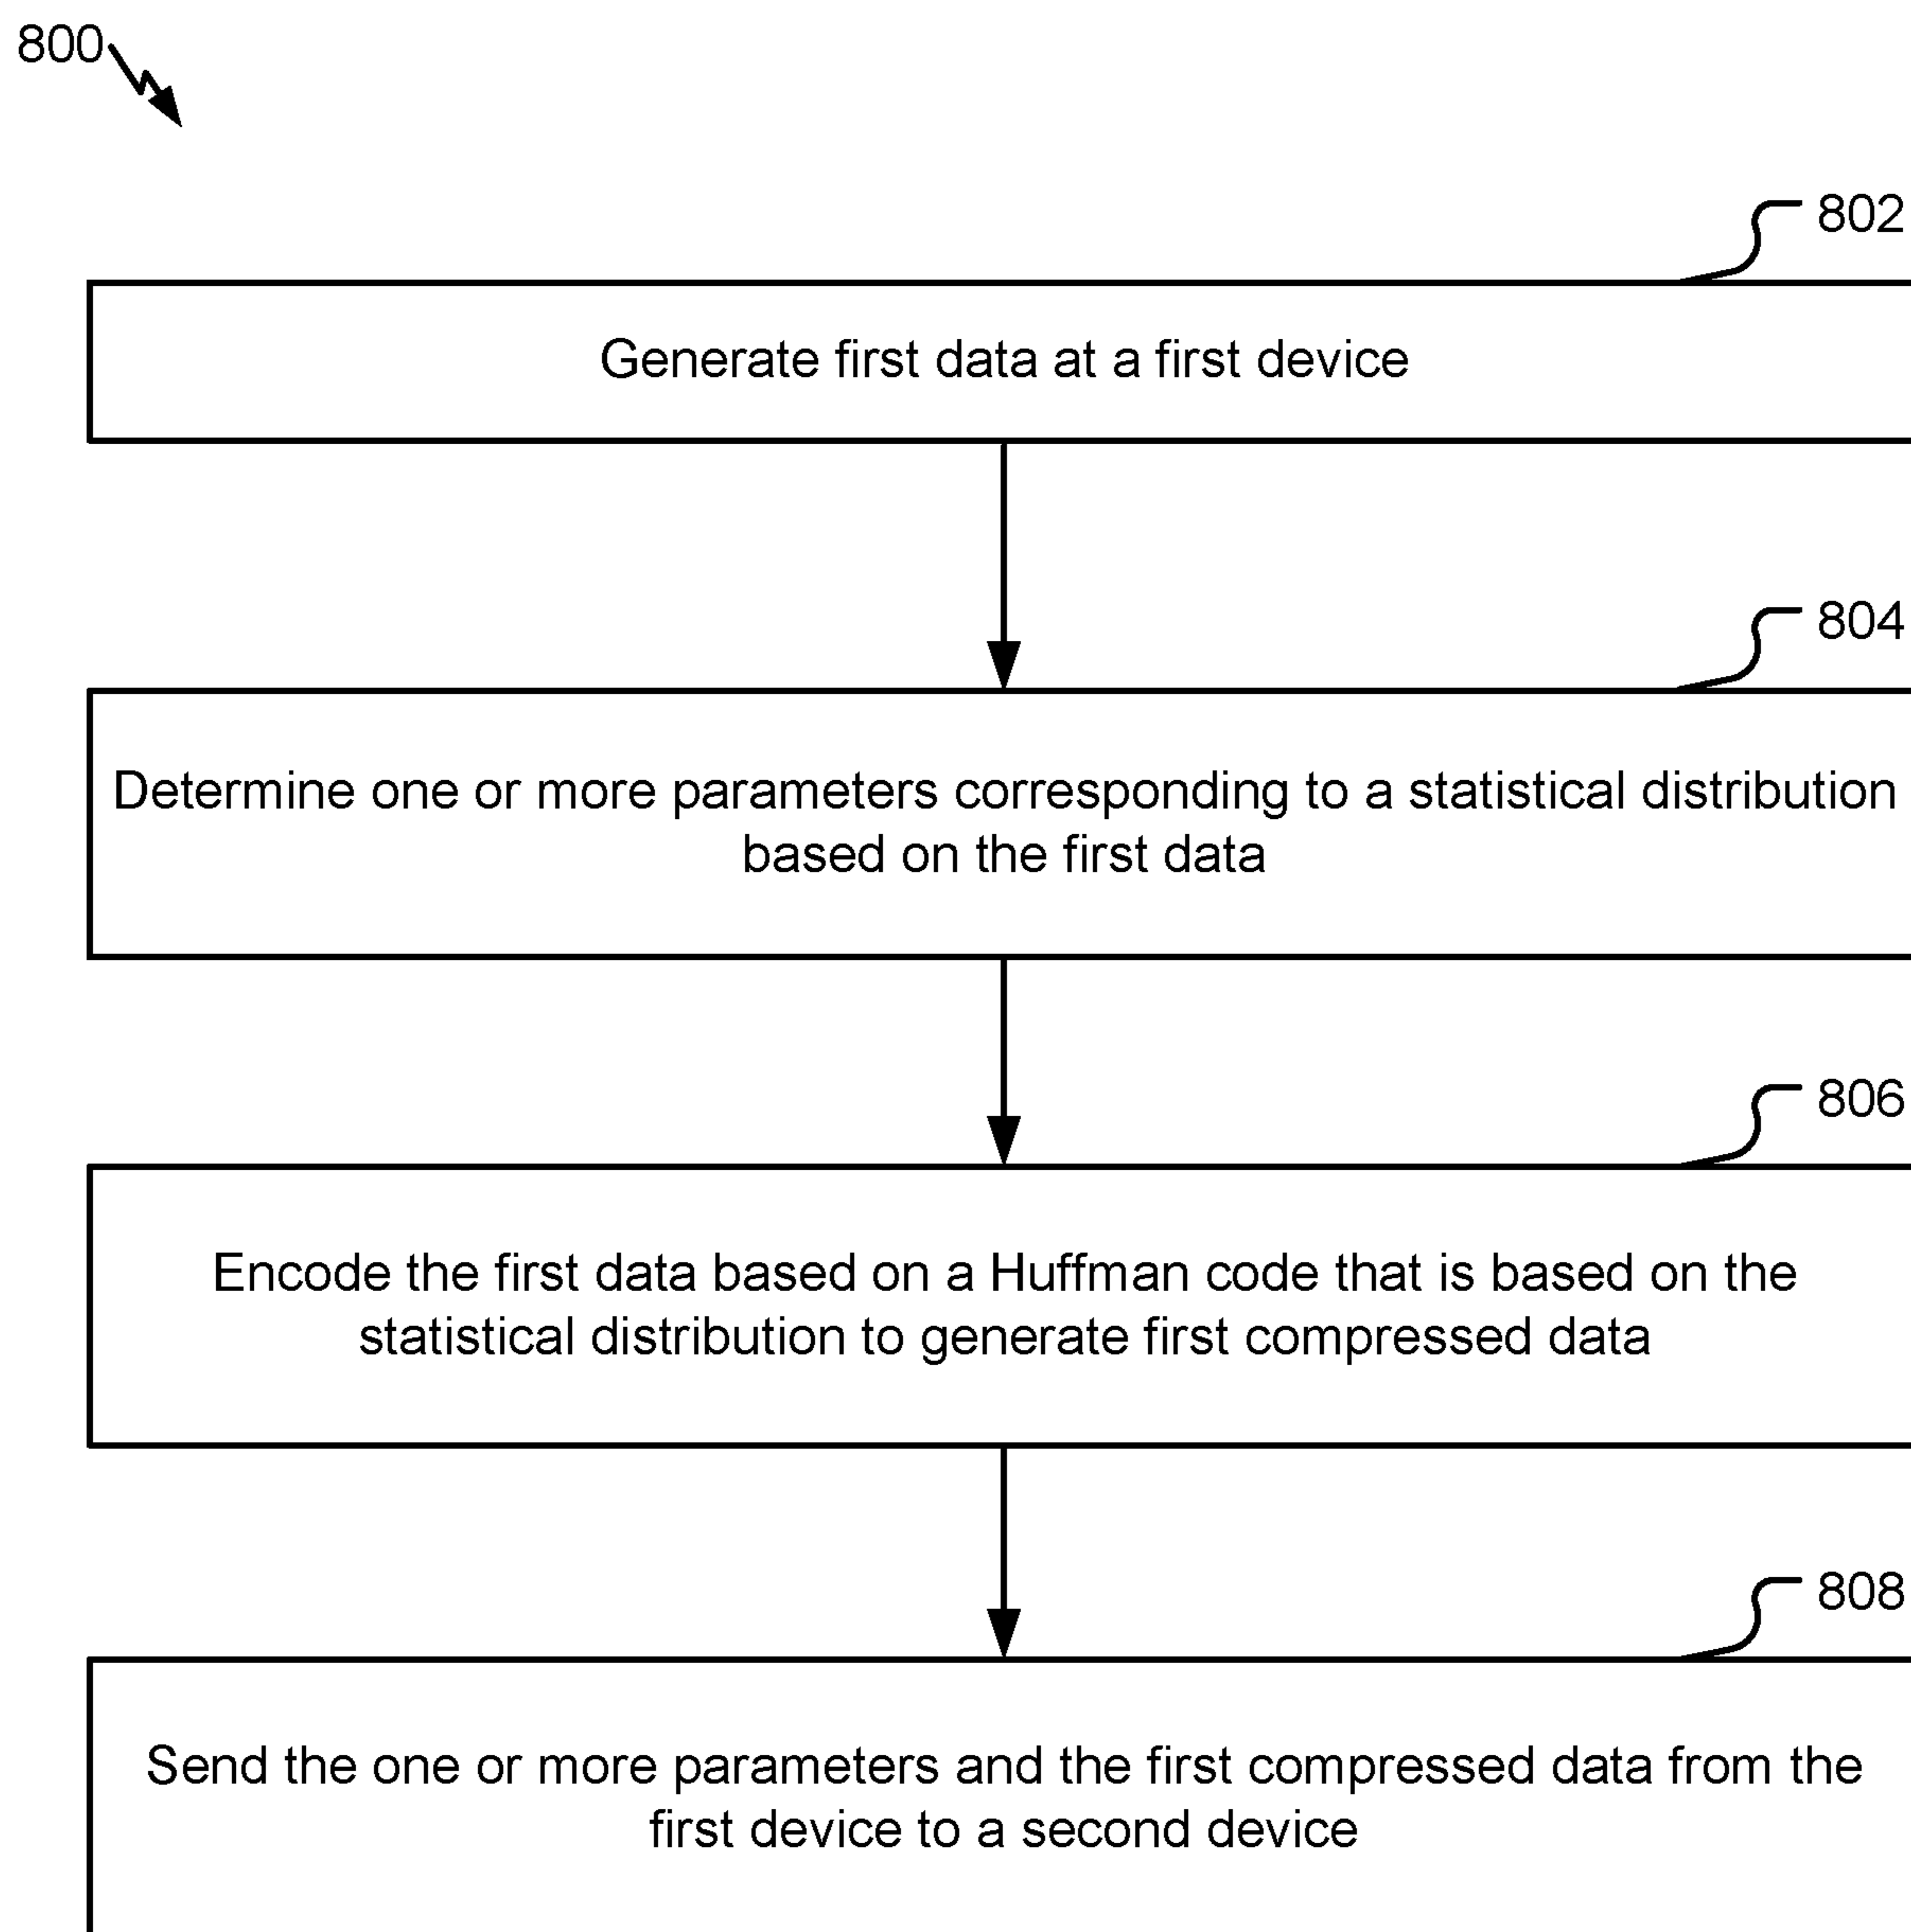 800
802
Generate first data at a first device
804
Determine one or more parameters corresponding to a statistical distribution
based on the first data
806
Encode the first data based on a Huffman code that is based on the
statistical distribution to generate first compressed data
808
Send the one or more parameters and the first compressed data from the
first device to a second device